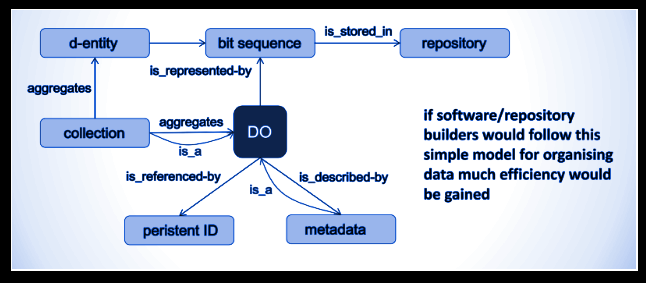 d-entity
bit sequence
is_stored_in
repository
is_represented-by
aggregates
collection
aggregates
is_a
DO
if software/repository
builders would follow this
simple model for organising
data much efficiency would
be gained
is_referenced-by
is_a
is_described-by
peristent ID
metadata